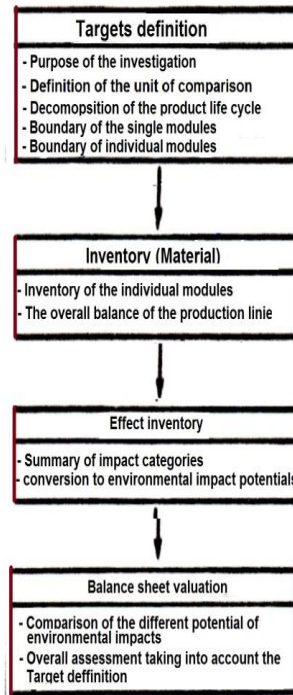 Targets definition
- Purpose of the investigation
- Definition of the unit of comparison
- Decomopsition of the product life cycle
- Boundary of the single modules
- Boundary of individual modules
Inventory (Material)
- Inventory of the individual modules
- The overall balance of the production linie
Effect inventory
- Summary of impact categories
- conversion to environmental impact potentials
Balance sheet valuation
- Comparison of the different potential of
environmental impacts
- Overall assessment taking into account the
Target deffinition